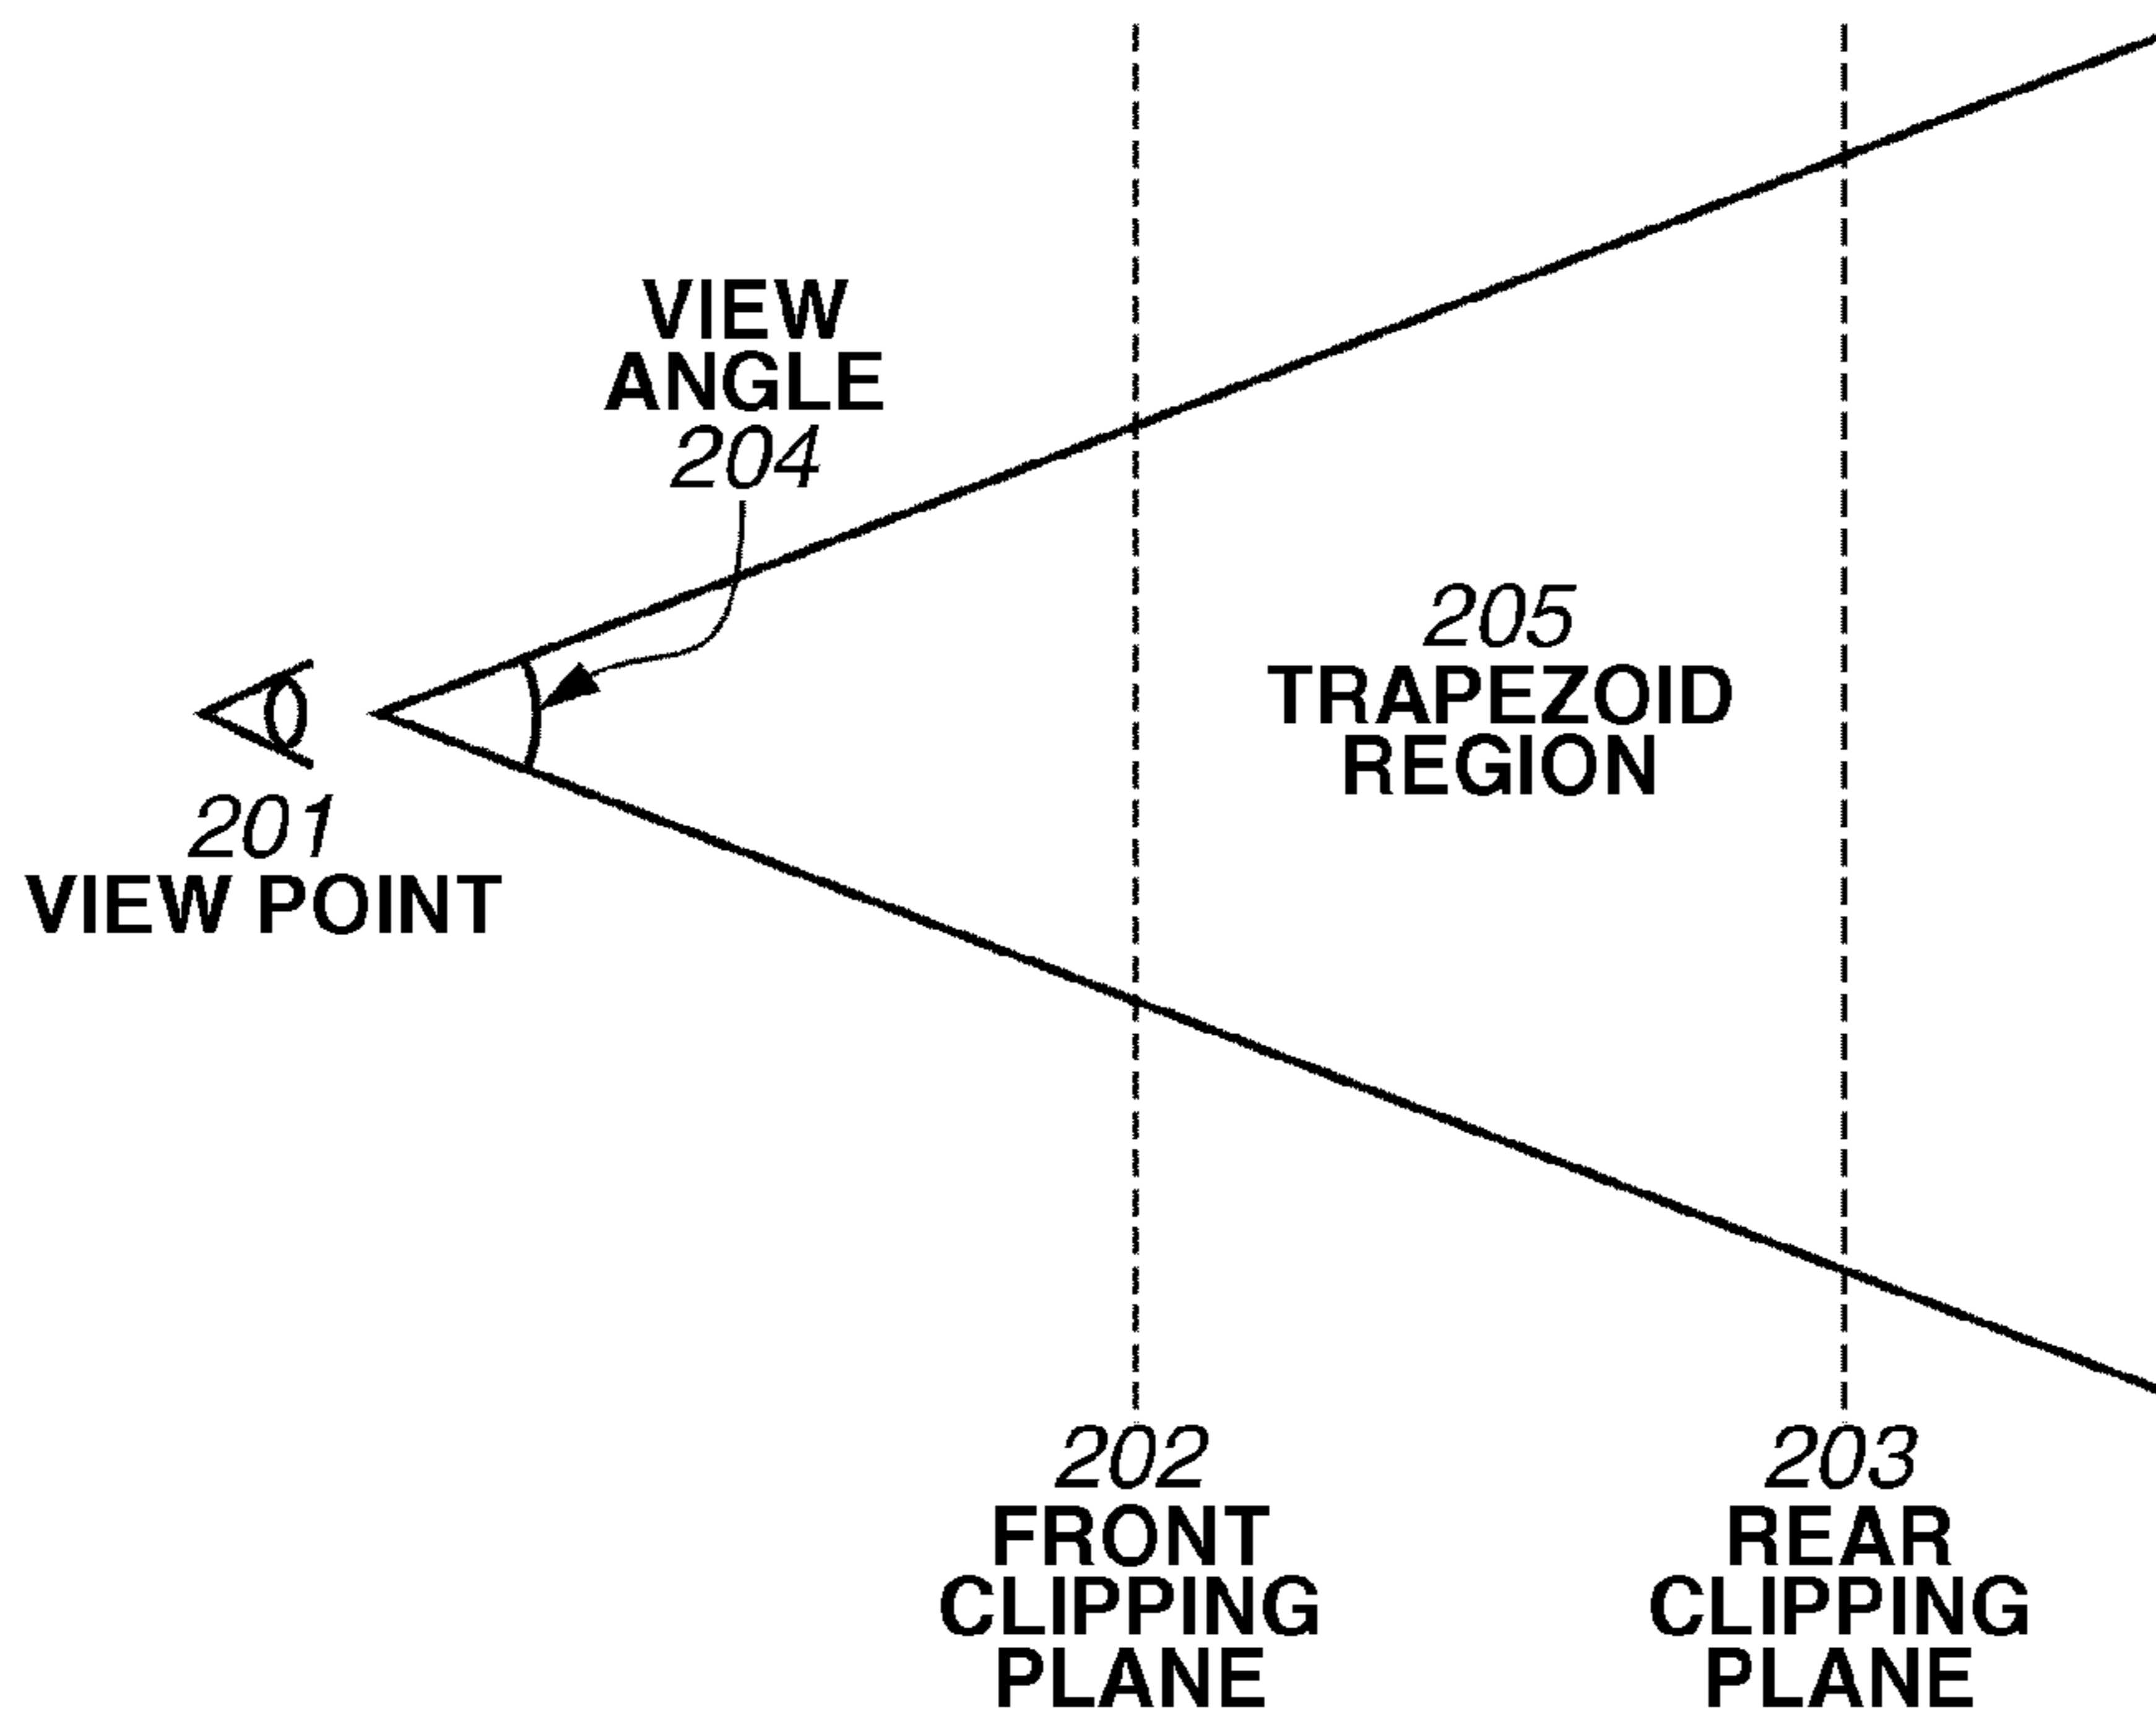 VIEW
ANGLE
204
205
TRAPEZOID
REGION
201
VIEW POINT
202
FRONT
CLIPPING
PLANE
203
REAR
CLIPPING
PLANE